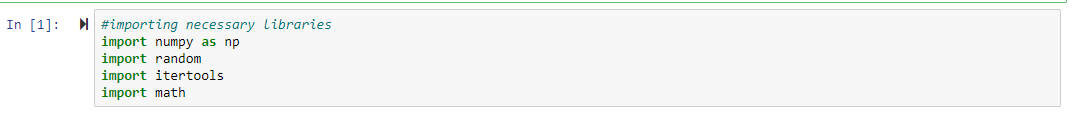 In [1]: #importing necessary libraries
import numpy as np
import random
import itertools
import math